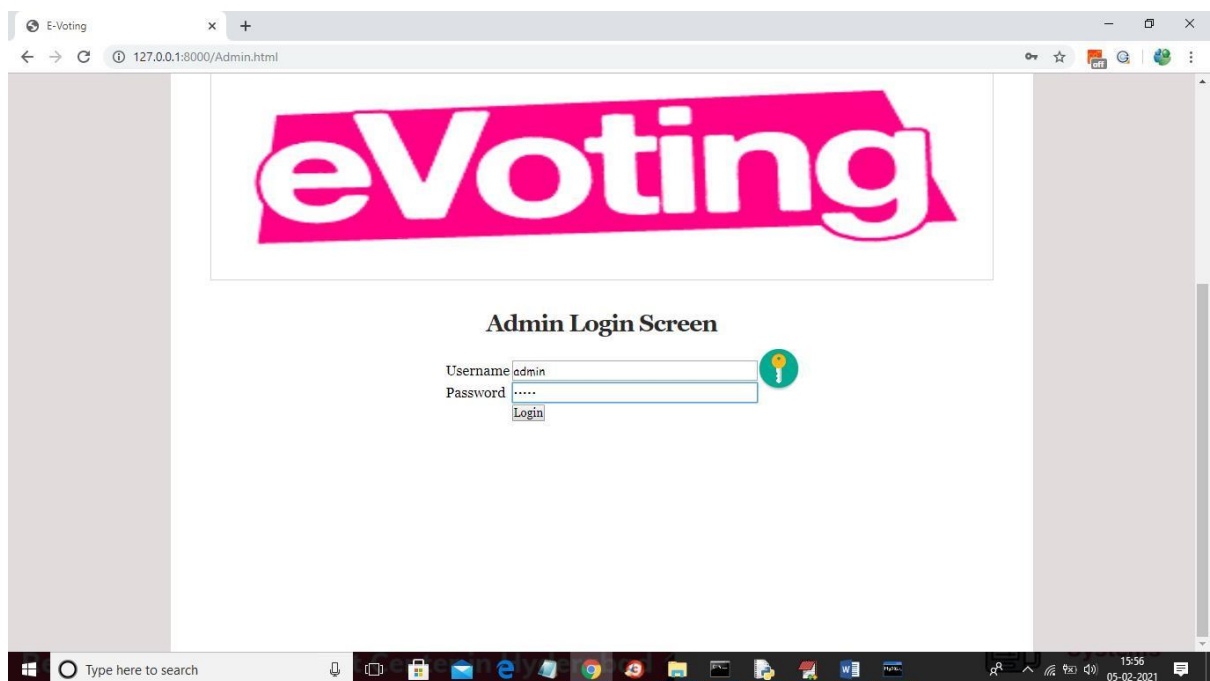 E-Voting
127.0.0.1:8000/Admin.html
off
eVoting
Admin Login Screen
Username admin
Password •••••
Login
Type here to search
15:56
05-02-2021